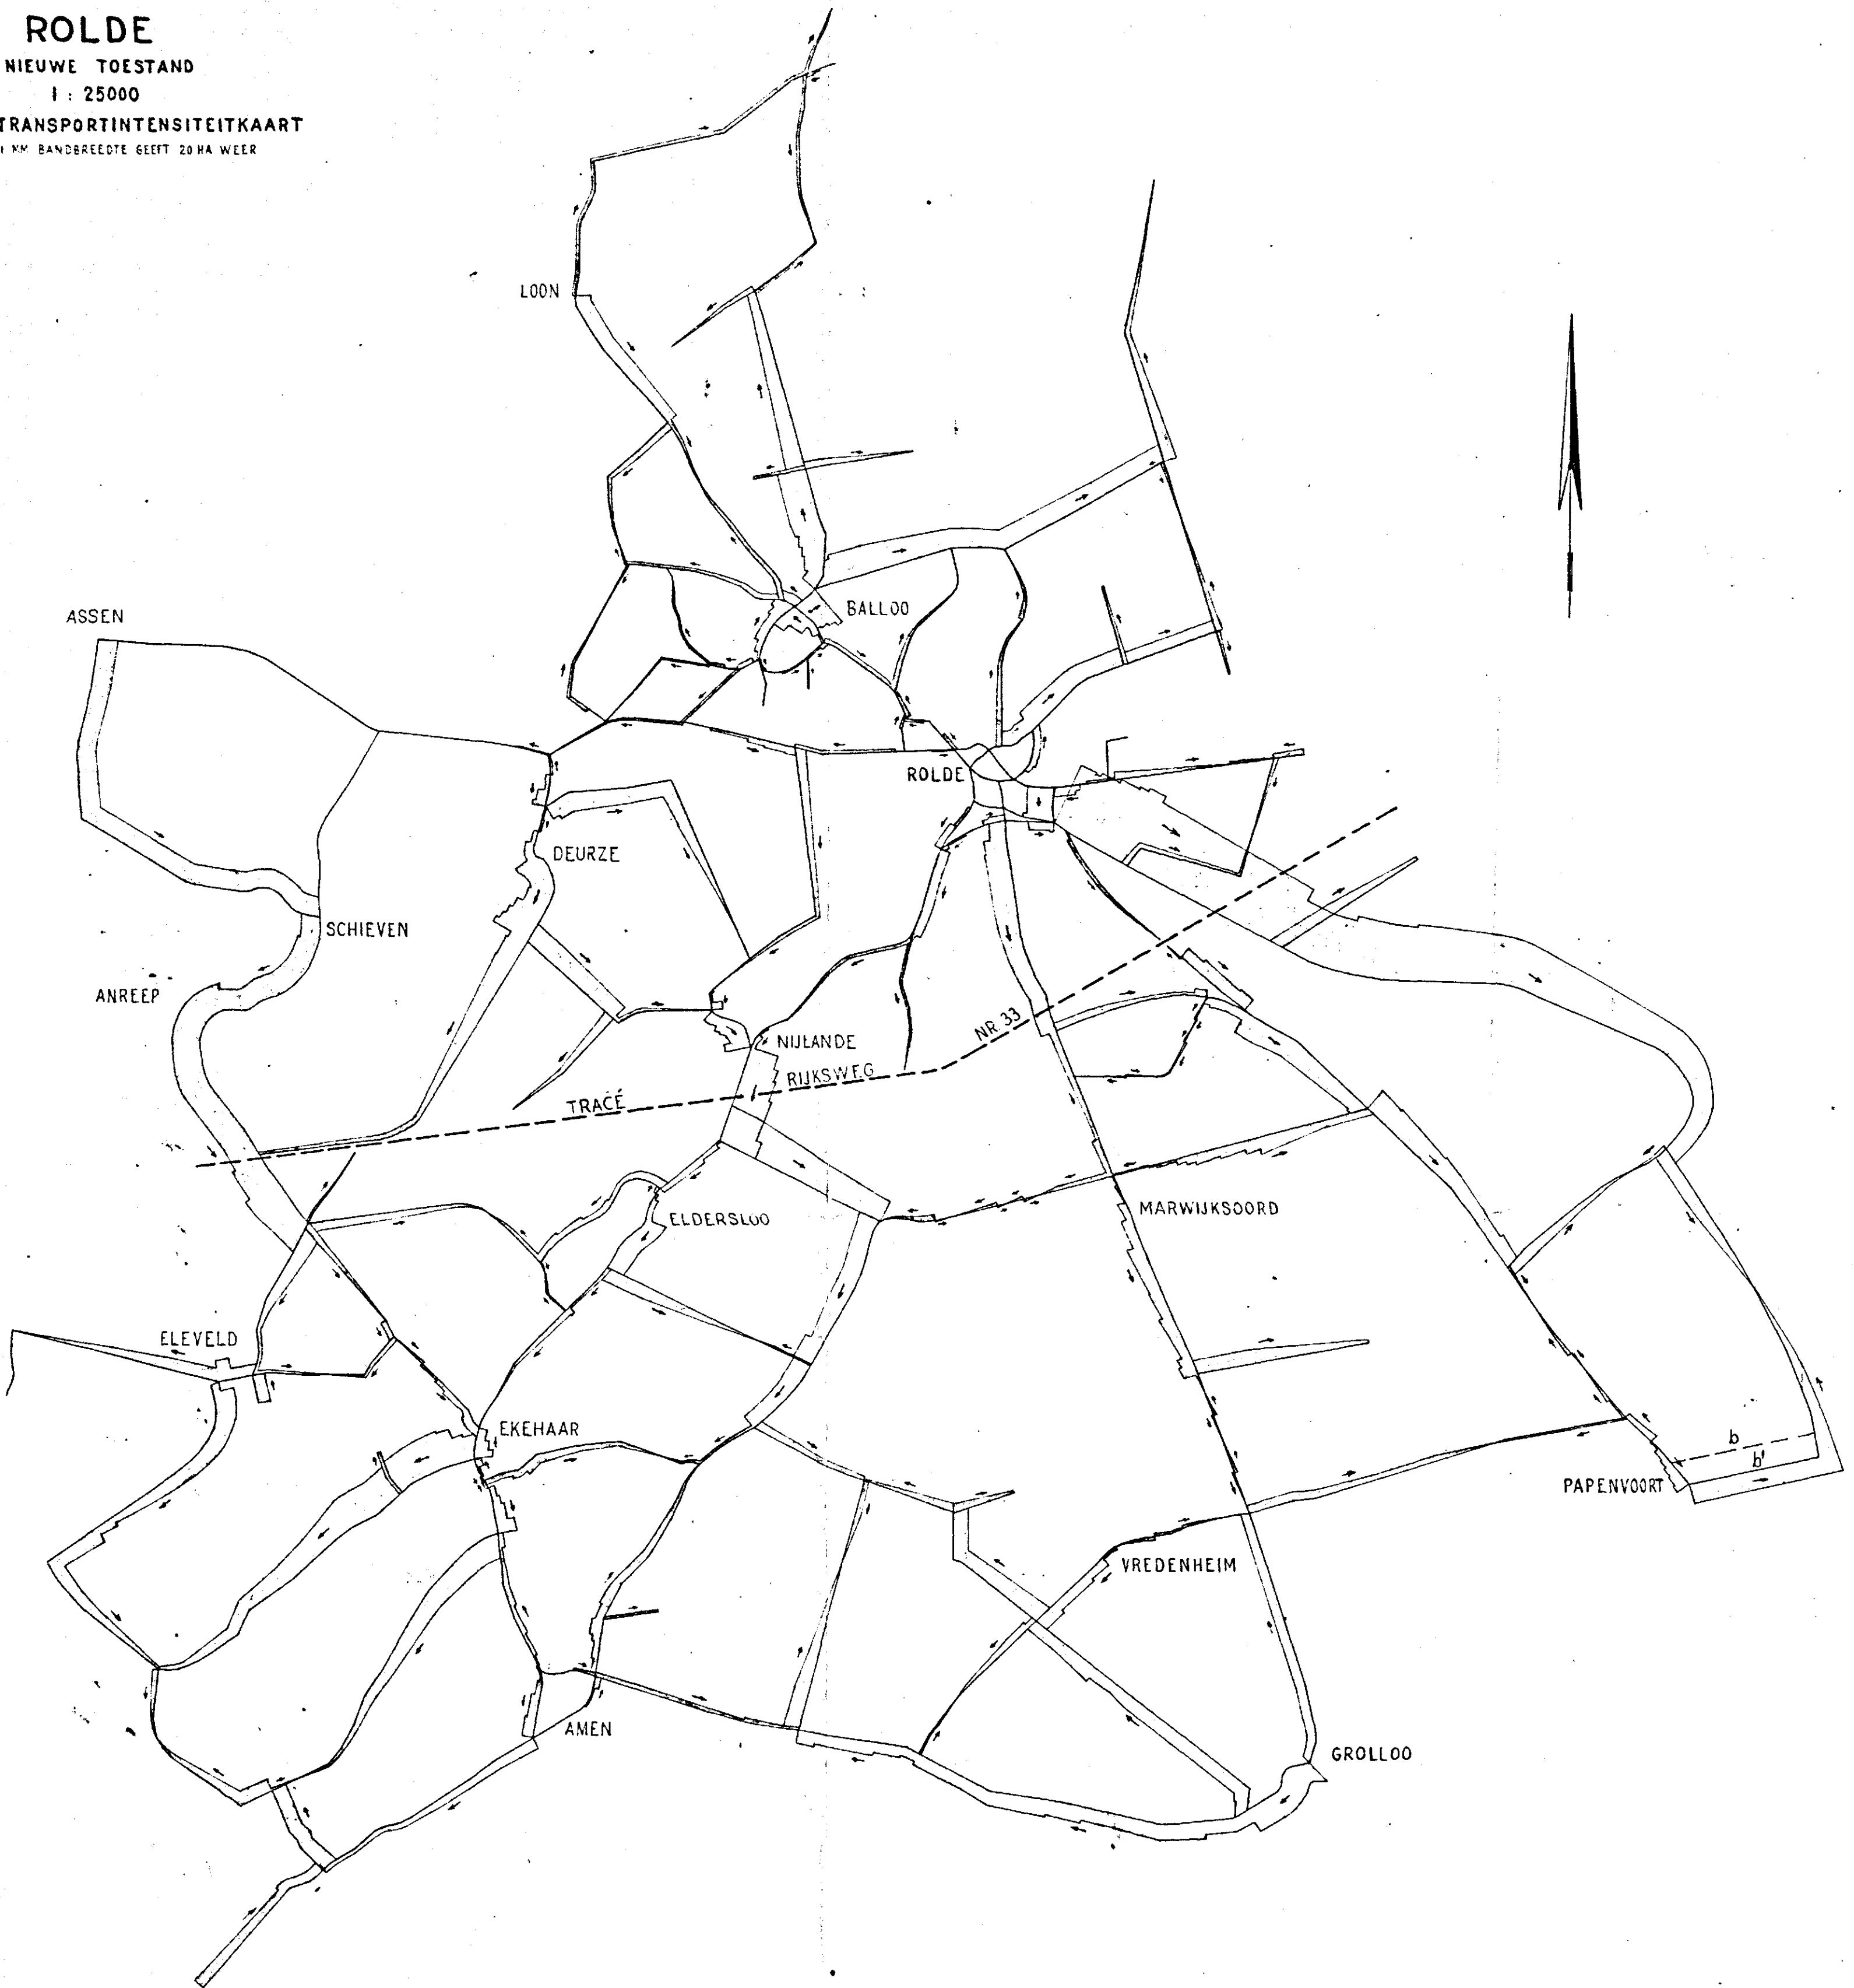 ROLDE
NIEUWE TOESTAND
1 : 25000
TRANSPORTINTENSITEITKAART
1 MM BANDBREEDTE GEEFT 20 HA WEER
LOON
BALLOO
ASSEN
ROLDE
DEURZE
SCHIEVEN
ANREEP
NIJLANDE
NR. 33
RIJKSWEG
TRACÉ
ELDERSLOO
MARWIJKSOORD
ELEVELD
EKEHAAR
b
b'
PAPENVOORT
VREDENHEIM
AMEN
GROLLOO